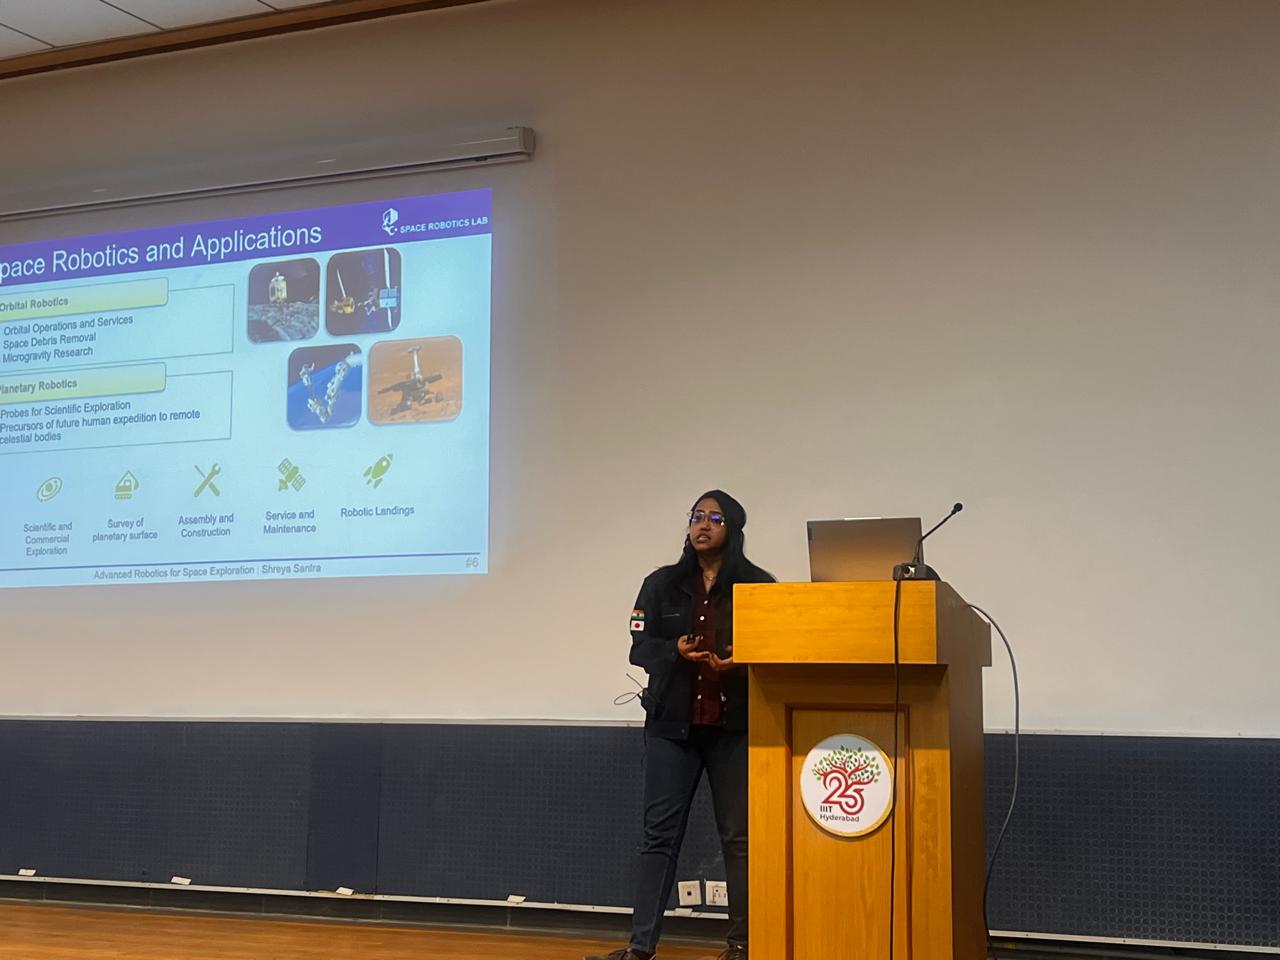 pace Robotics and Applications
SPACE ROBOTICS LAB
Orbital Robotics
Orbital Operations and Services
Space Debris Removal
Microgravity Research
lanetary Robotics
Probes for Scientific Exploration
Precursors of future human expedition to remote
celestial bodies
Scientific and
Commercial
Exploration
Survey of
planetary surface
Assembly and
Construction
Service and
Maintenance
Robotic Landings
Advanced Robotics for Space Exploration | Shreya Santra
#6
25
IIIT
Hyderabad